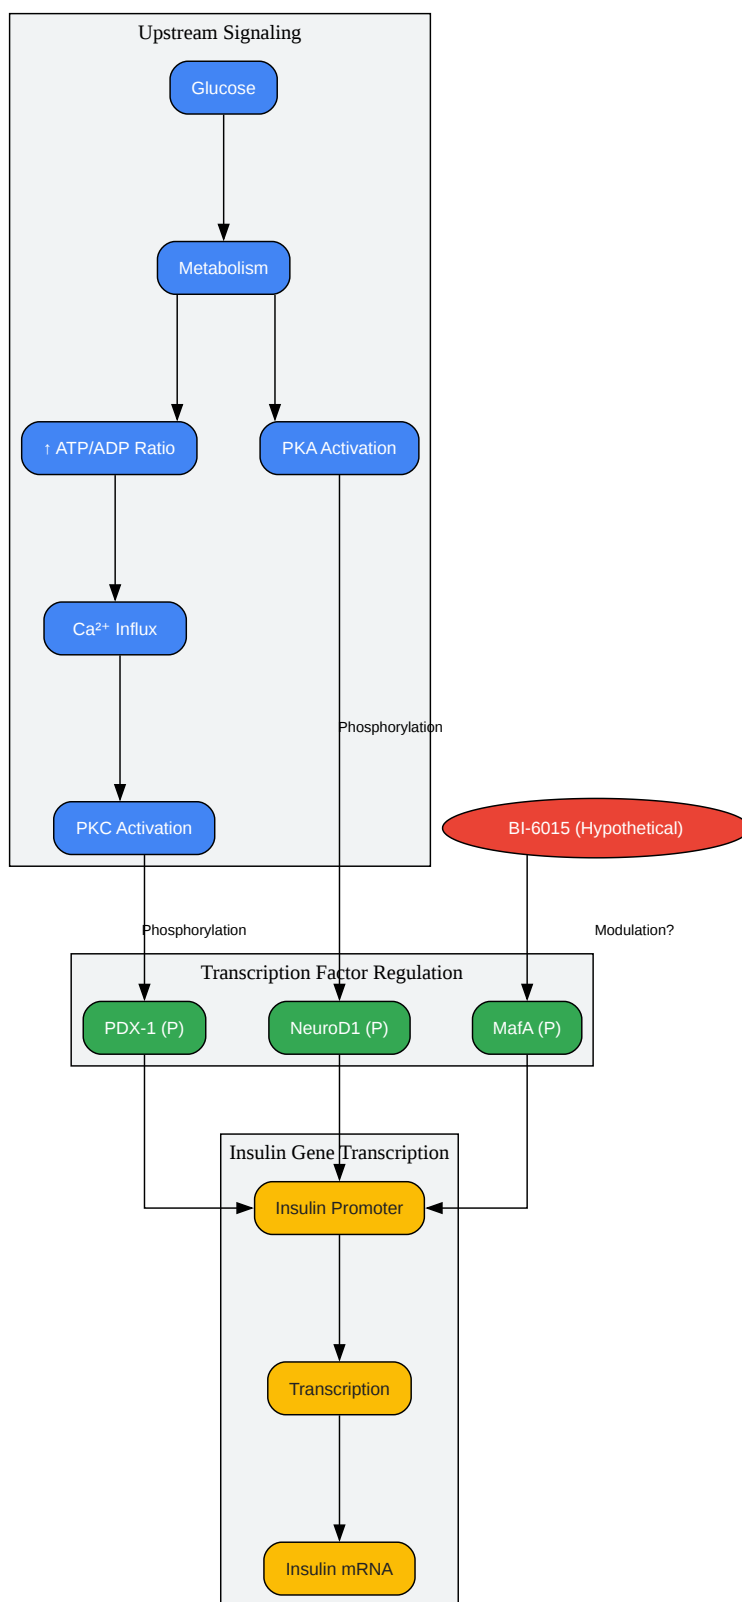 Upstream Signaling
Glucose
Metabolism
↑ ATP/ADP Ratio
PKA Activation
Ca²⁺ Influx
Phosphorylation
PKC Activation
BI-6015 (Hypothetical)
Phosphorylation
Modulation?
Transcription Factor Regulation
PDX-1 (P)
NeuroD1 (P)
MafA (P)
Insulin Gene Transcription
Insulin Promoter
Transcription
Insulin mRNA